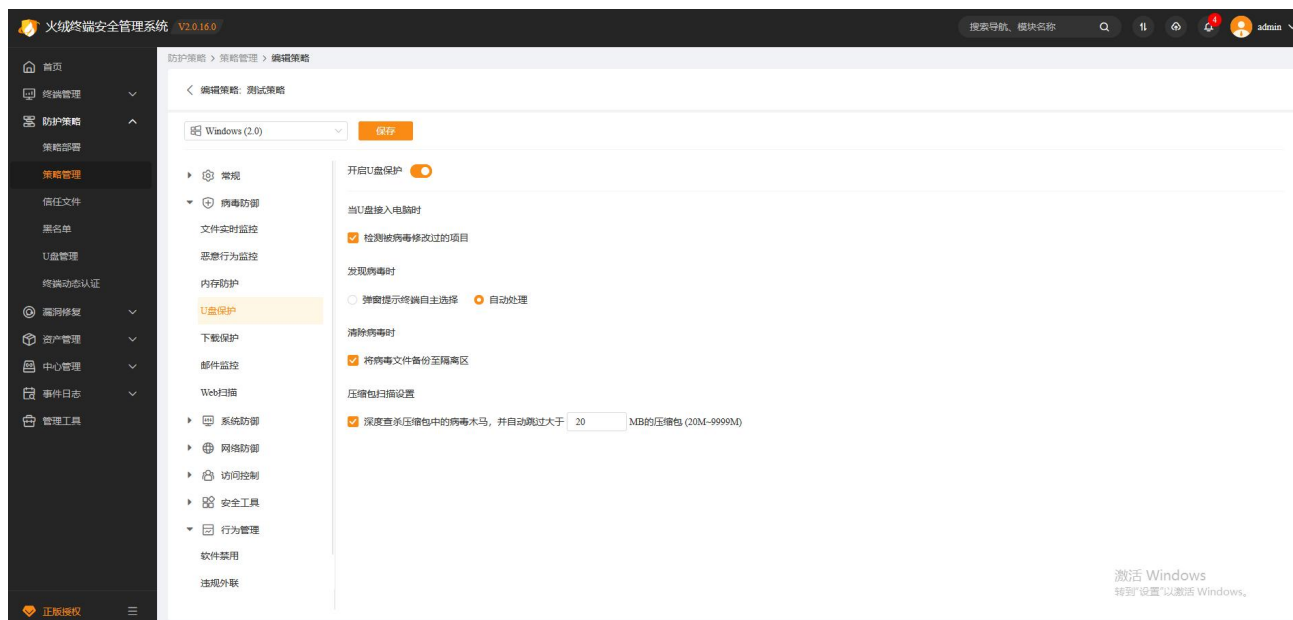 火绒终端安全管理系统 V2.0.16.0
搜索导航、模块名称
4
admin
首页
终端管理
防护策略
策略部署
策略管理
信任文件
黑名单
U盘管理
终端动态认证
漏洞修复
资产管理
中心管理
事件日志
管理工具
正版授权
防护策略 > 策略管理 > 编辑策略
编辑策略: 测试策略
Windows (2.0)
保存
常规
病毒防御
文件实时监控
恶意行为监控
内存防护
U盘保护
下载保护
邮件监控
Web扫描
系统防御
网络防御
访问控制
安全工具
行为管理
软件禁用
违规外联
开启U盘保护
当U盘接入电脑时
检测被病毒修改过的项目
发现病毒时
弹窗提示终端自主选择 自动处理
清除病毒时
将病毒文件备份至隔离区
压缩包扫描设置
深度查杀压缩包中的病毒木马，并自动跳过大于 20 MB的压缩包 (20M~9999M)
激活 Windows
转到"设置"以激活 Windows。